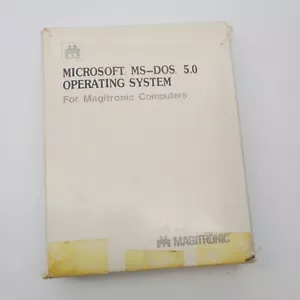 MICROSOFT. MS-DOS. 5.0
OPERATING SYSTEM
For Magitronic Computers
MAGITRONIC